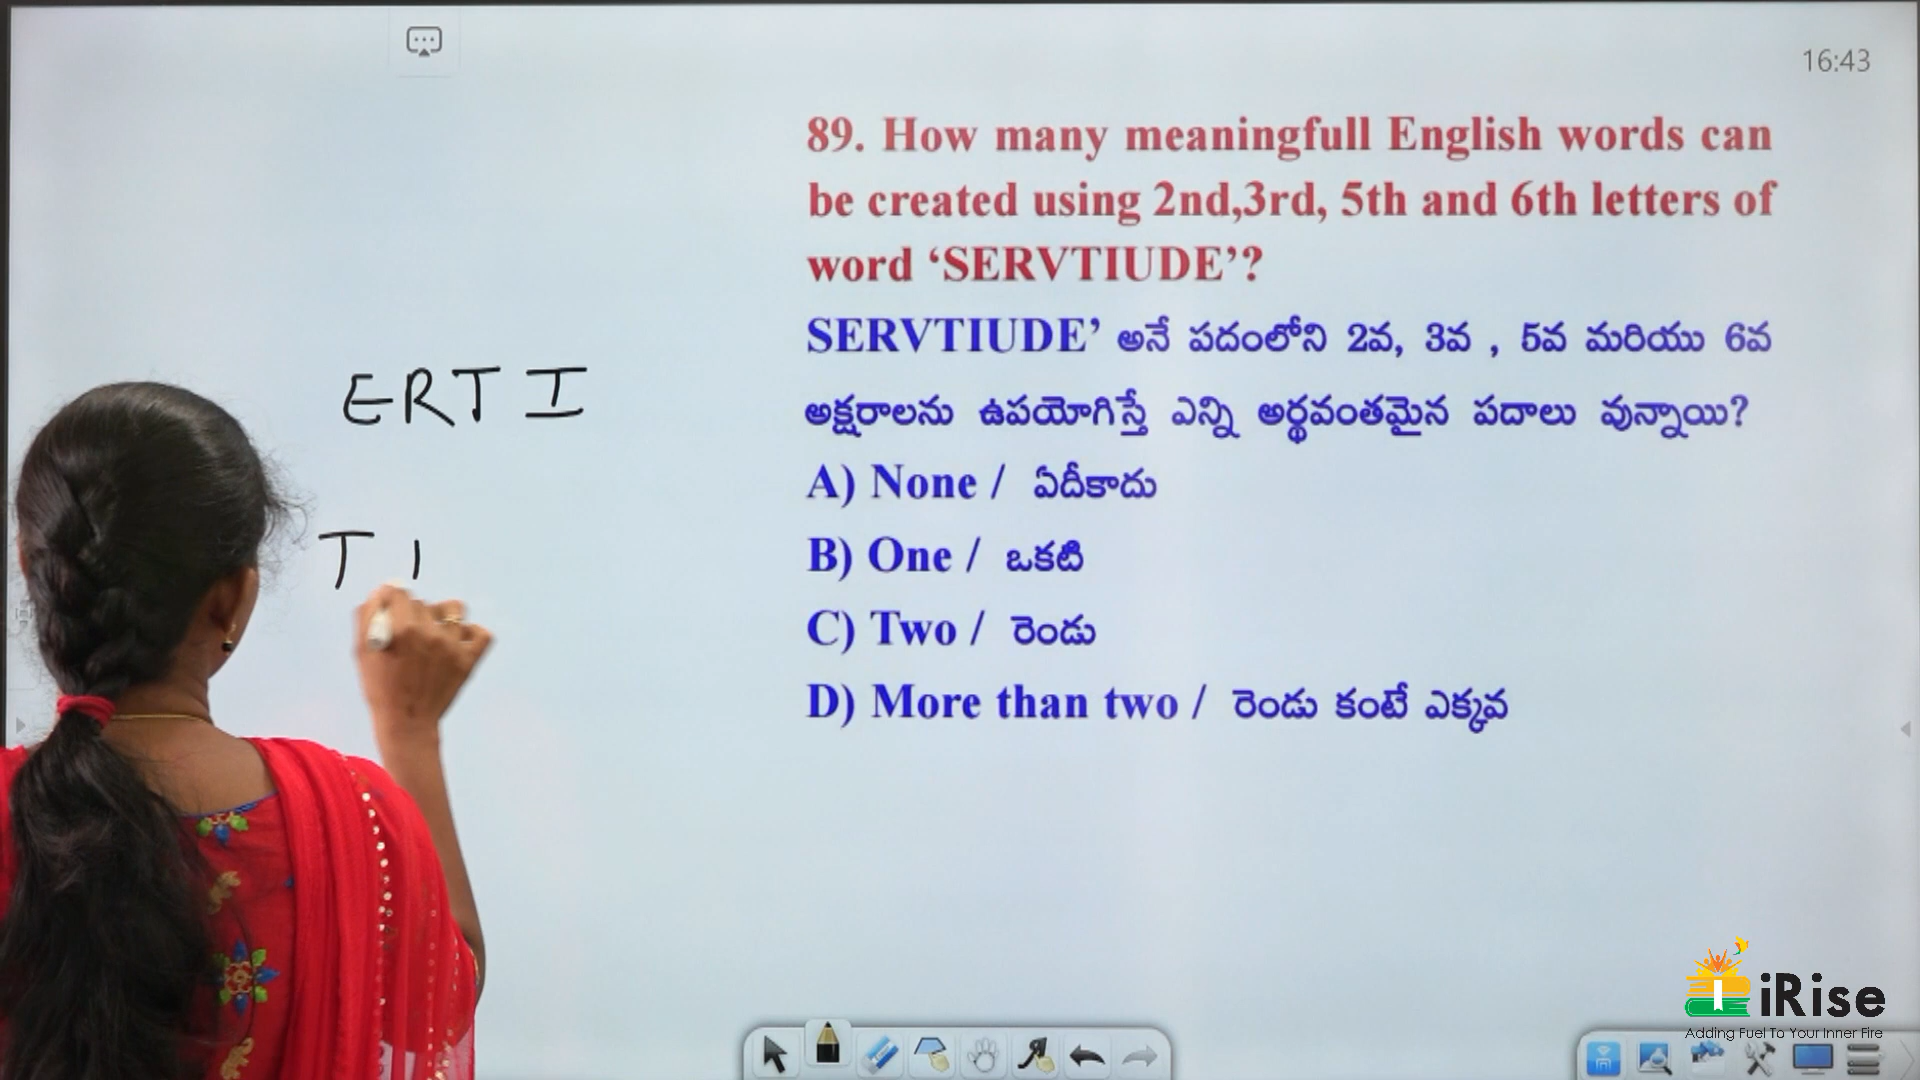 16:43
89. How many meaningfull English words can
be created using 2nd,3rd, 5th and 6th letters of
word ‘SERVTIUDE’?
SERVTIUDE’ అనే పదంలోని 2వ, 3వ , 5వ మరియు 6వ
అక్షరాలను ఉపయోగిస్తే ఎన్ని అర్థవంతమైన పదాలు వున్నాయి?
A) None / ఏదీకాదు
B) One / ఒకటి
C) Two / రెండు
D) More than two / రెండు కంటే ఎక్కవ
ERTI
T I
iRise
Adding Fuel To Your Inner Fire